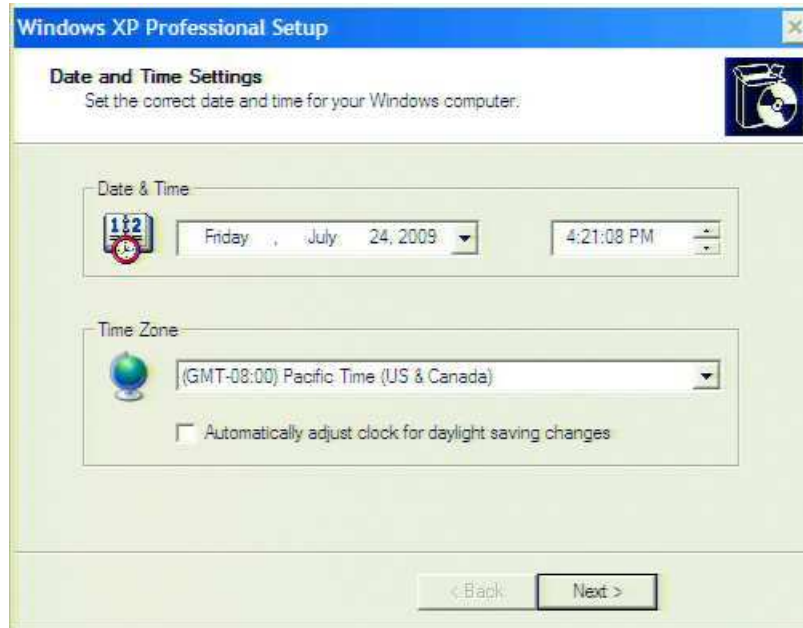 Windows XP Professional Setup
Date and Time Settings
Set the correct date and time for your Windows computer.
Date & Time
Friday , July 24, 2009
4:21:08 PM
Time Zone
(GMT-08:00) Pacific Time (US & Canada)
Automatically adjust clock for daylight saving changes
< Back
Next >